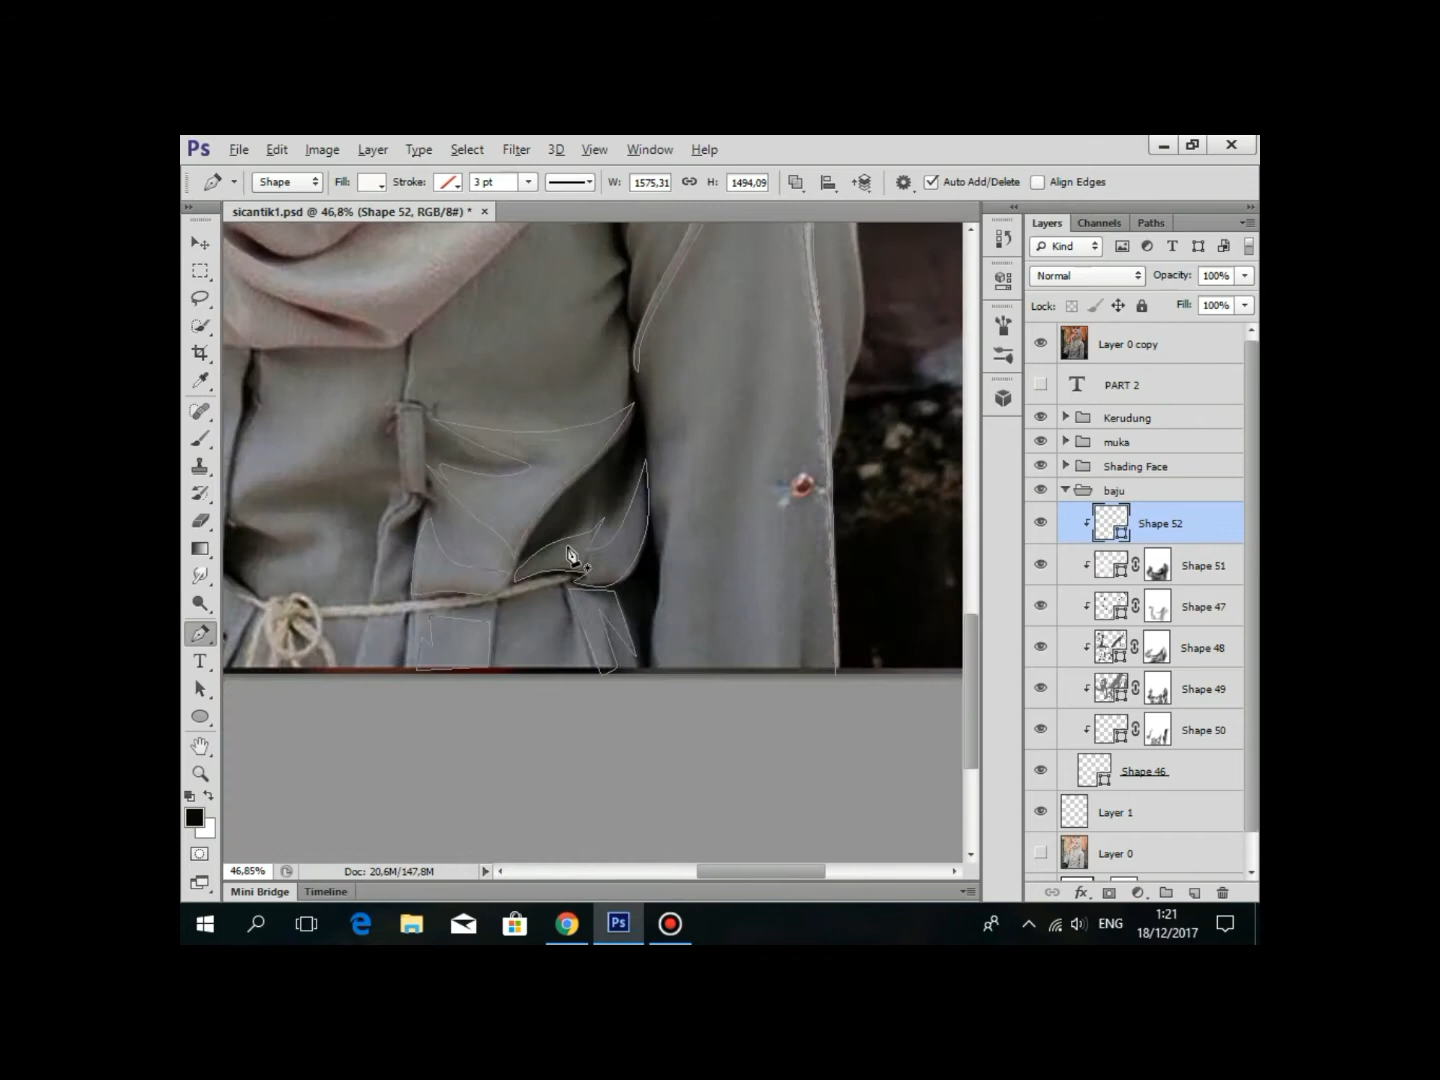 Ps File Edit Image Layer Type Select Filter 3D View Window Help
Shape Fill: Stroke: 3 pt W: 1575,31 H: 1494,09 Auto Add/Delete Align Edges
sicantik1.psd @ 46,8% (Shape 52, RGB/8#) * ×
Layers Channels Paths
Kind
Normal Opacity: 100%
Lock: Fill: 100%
Layer 0 copy
PART 2
Kerudung
muka
Shading Face
baju
Shape 52
Shape 51
Shape 47
Shape 48
Shape 49
Shape 50
Shape 46
Layer 1
Layer 0
46,85% Doc: 20,6M/147,8M
Mini Bridge Timeline
fx
Ps ENG 1:21
18/12/2017